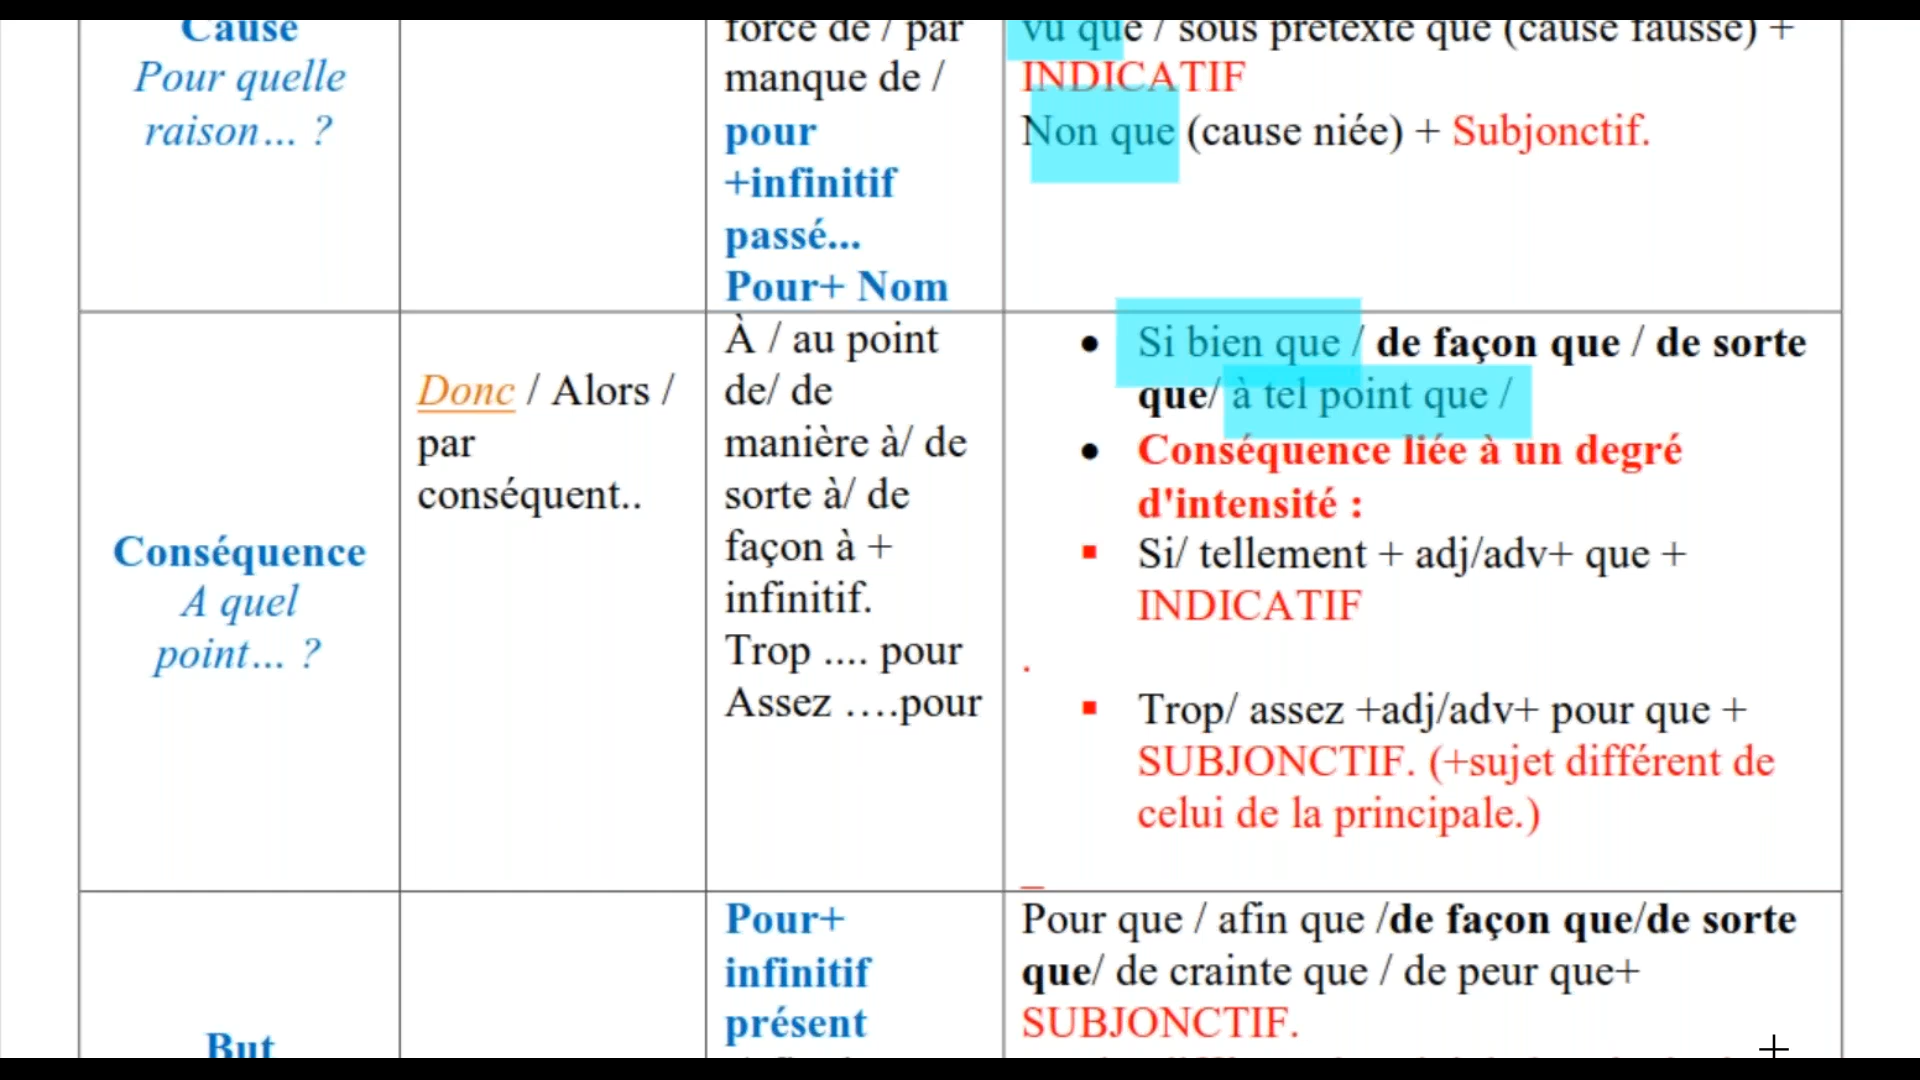 Cause
Pour quelle
raison… ?
force de / par
manque de /
pour
+infinitif
passé...
Pour+ Nom
vu que / sous prétexte que (cause fausse) +
INDICATIF
Non que (cause niée) + Subjonctif.
Conséquence
A quel
point… ?
Donc / Alors /
par
conséquent..
À / au point
de/ de
manière à/ de
sorte à/ de
façon à +
infinitif.
Trop .... pour
Assez ….pour
Si bien que / de façon que / de sorte
que/ à tel point que /
Conséquence liée à un degré
d'intensité :
Si/ tellement + adj/adv+ que +
INDICATIF
.
Trop/ assez +adj/adv+ pour que +
SUBJONCTIF. (+sujet différent de
celui de la principale.)
But
Pour+
infinitif
présent
Pour que / afin que /de façon que/de sorte
que/ de crainte que / de peur que+
SUBJONCTIF.